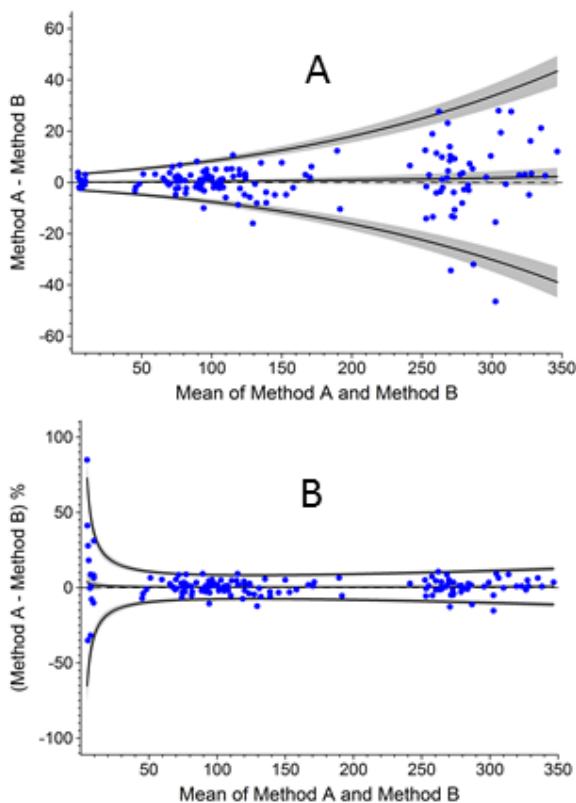 60
40
20
0
-20
-40
-60
Method A - Method B
A
50 100 150 200 250 300 350
Mean of Method A and Method B
100
50
0
-50
-100
(Method A - Method B) %
B
50 100 150 200 250 300 350
Mean of Method A and Method B